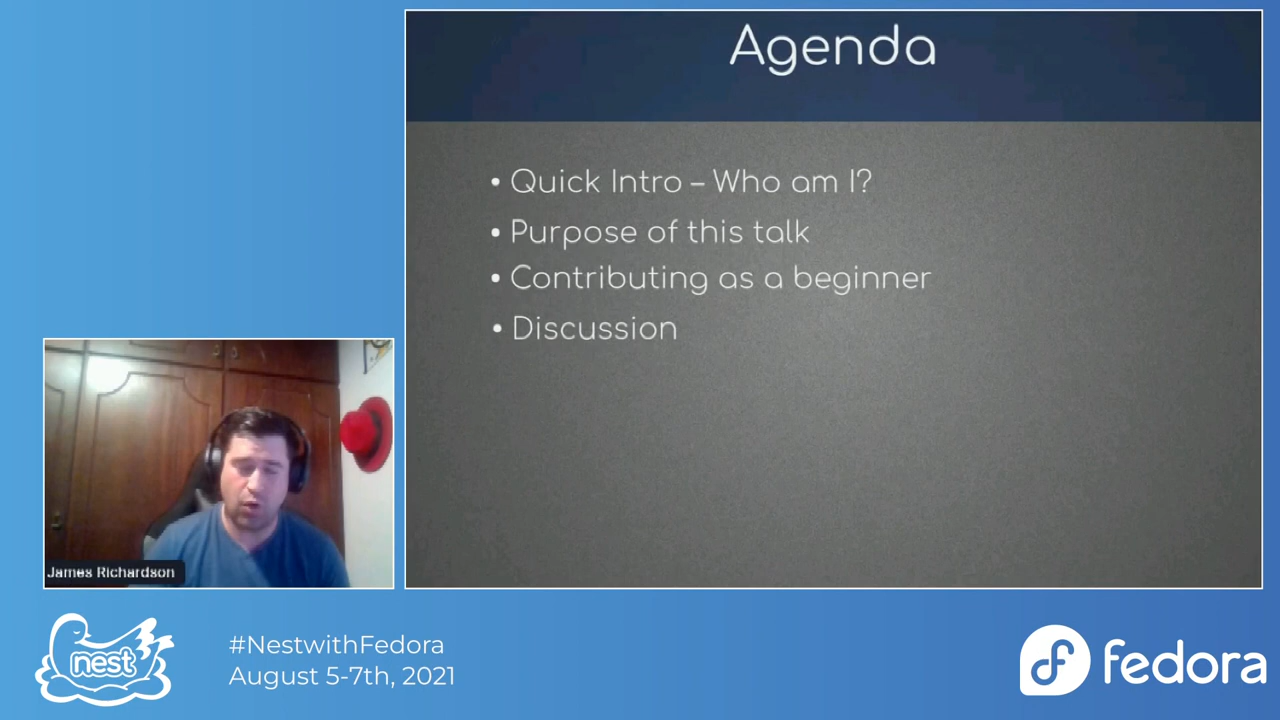 Agenda
• Quick Intro – Who am I?
• Purpose of this talk
• Contributing as a beginner
• Discussion
James Richardson
nest
#NestwithFedora
August 5-7th, 2021
fedora